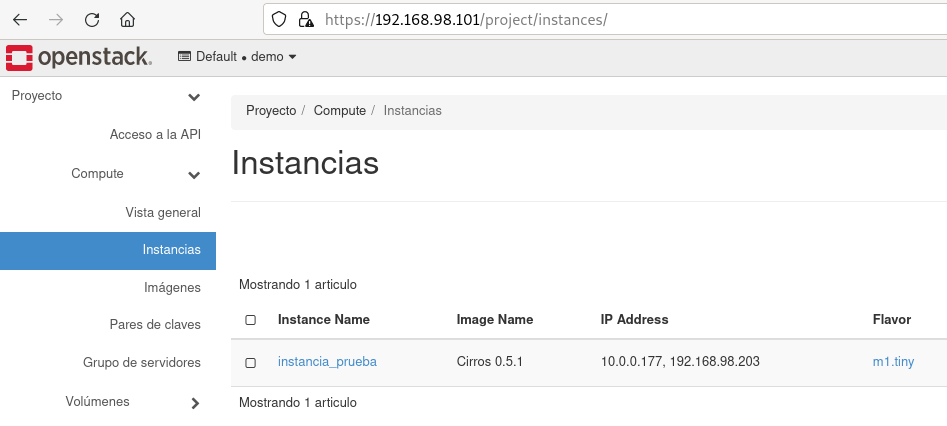 https://192.168.98.101/project/instances/
openstack. Default • demo
Proyecto
Acceso a la API
Compute
Vista general
Instancias
Imágenes
Pares de claves
Grupo de servidores
Volúmenes
Proyecto / Compute / Instancias
Instancias
Mostrando 1 articulo
Instance Name Image Name IP Address Flavor
instancia_prueba Cirros 0.5.1 10.0.0.177, 192.168.98.203 m1.tiny
Mostrando 1 articulo